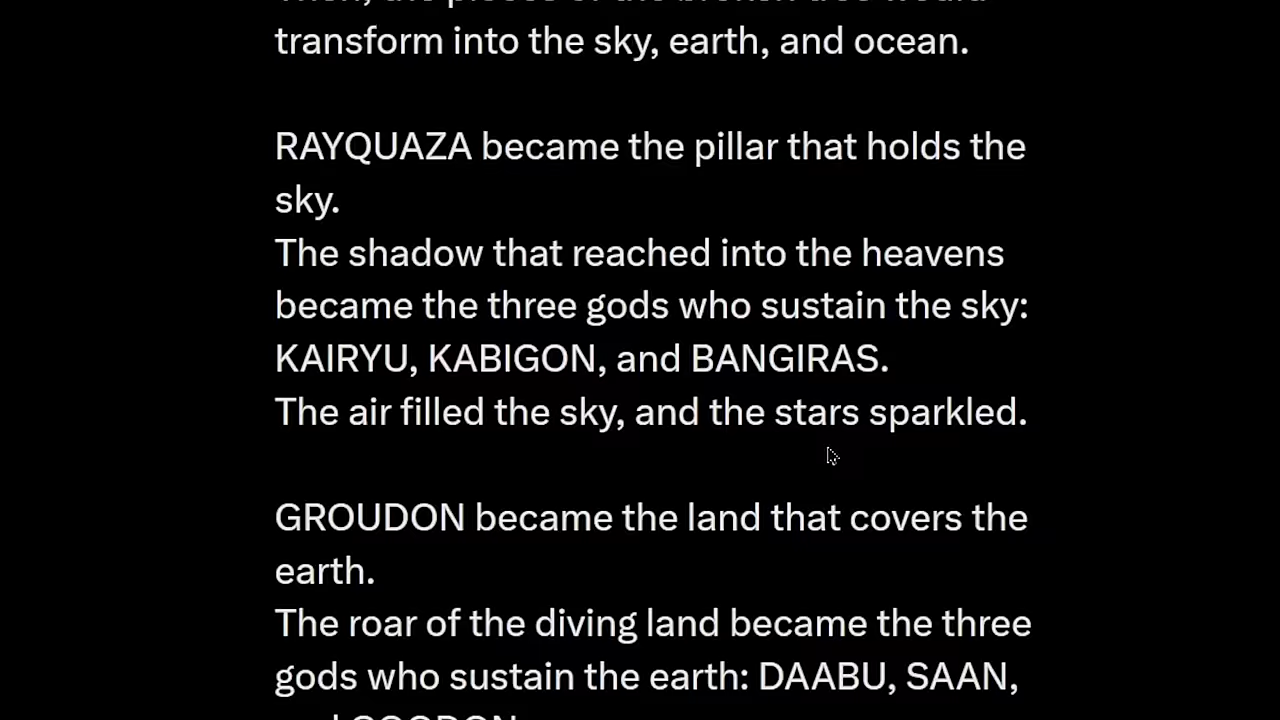 transform into the sky, earth, and ocean.
RAYQUAZA became the pillar that holds the
sky.
The shadow that reached into the heavens
became the three gods who sustain the sky:
KAIRYU, KABIGON, and BANGIRAS.
The air filled the sky, and the stars sparkled.
GROUDON became the land that covers the
earth.
The roar of the diving land became the three
gods who sustain the earth: DAABU, SAAN,